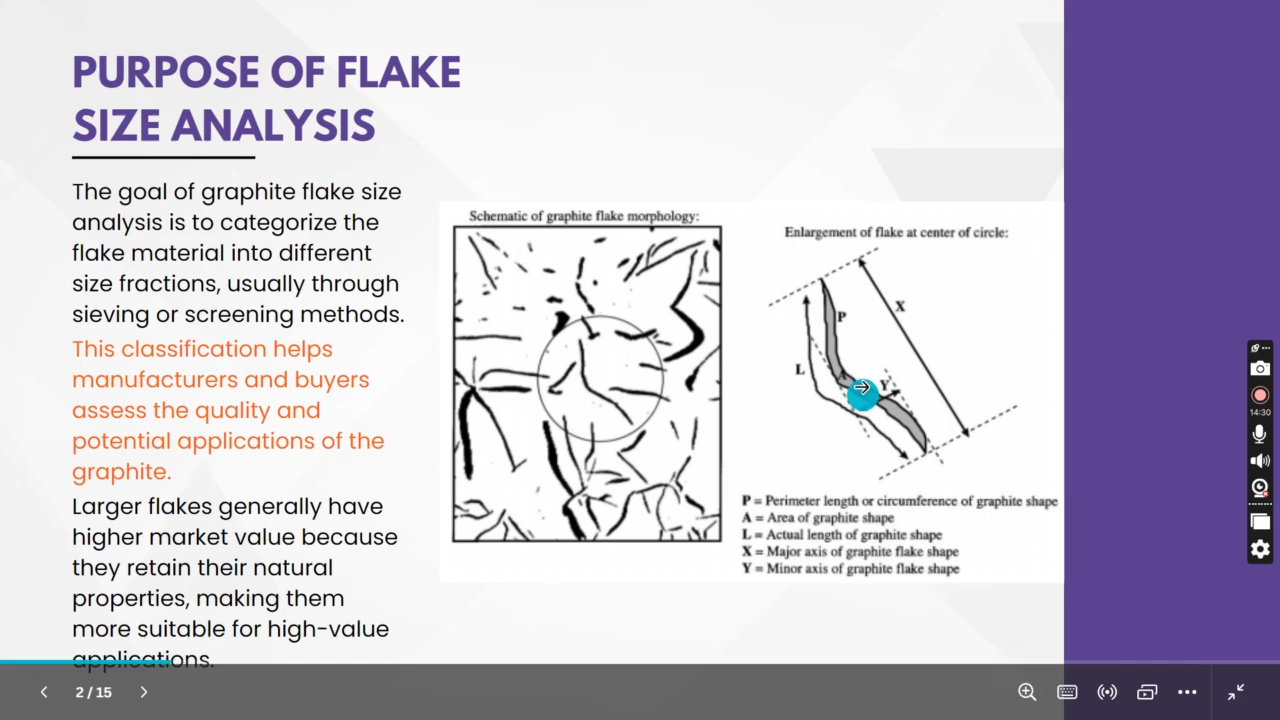 PURPOSE OF FLAKE
SIZE ANALYSIS
The goal of graphite flake size
analysis is to categorize the
flake material into different
size fractions, usually through
sieving or screening methods.
This classification helps
manufacturers and buyers
assess the quality and
potential applications of the
graphite.
Larger flakes generally have
higher market value because
they retain their natural
properties, making them
more suitable for high-value
applications.
Schematic of graphite flake morphology:
Enlargement of flake at center of circle:
P
X
L
A
Y
P = Perimeter length or circumference of graphite shape
A = Area of graphite shape
L = Actual length of graphite shape
X = Major axis of graphite flake shape
Y = Minor axis of graphite flake shape
14:30
2 / 15